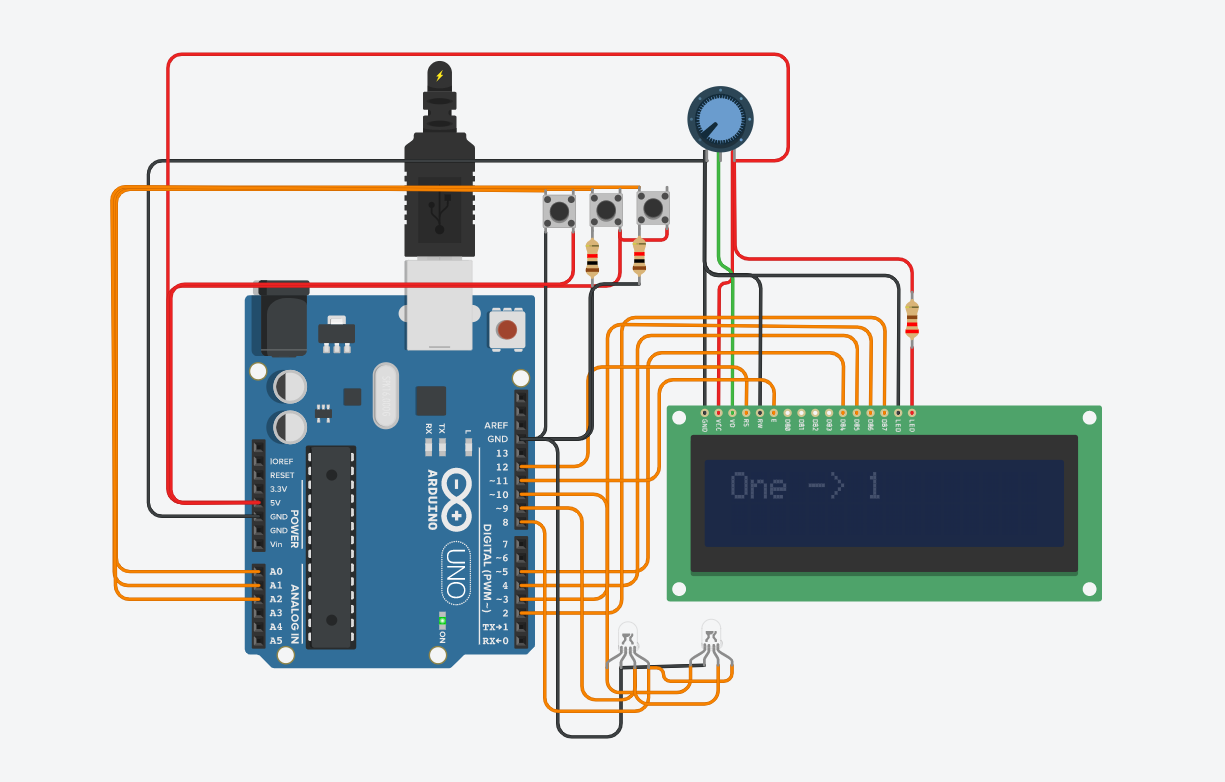 AREF
GND
13
12
~11
~10
~9
8
7
~6
~5
4
~3
2
TX→1
RX←0
DIGITAL (PWM~)
RX
TX
L
ARDUINO
UNO
ON
IOREF
RESET
3.3V
5V
GND
GND
Vin
POWER
A0
A1
A2
A3
A4
A5
ANALOG IN
GND
VCC
VO
RS
RW
E
DB0
DB1
DB2
DB3
DB4
DB5
DB6
DB7
LED
LED
One -> 1